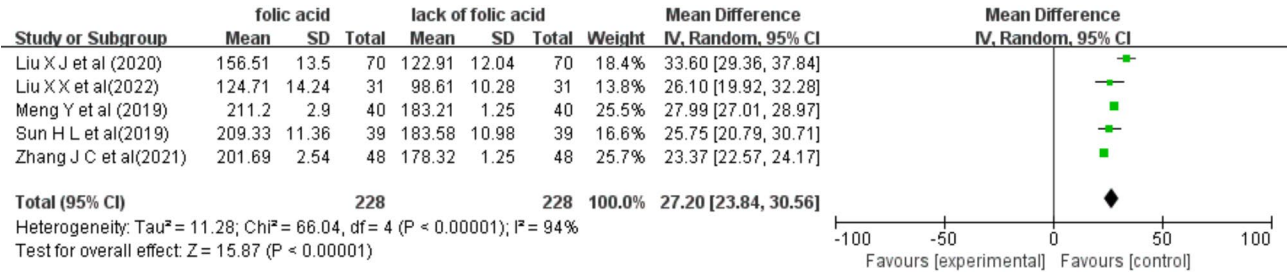 folic acid lack of folic acid Mean Difference Mean Difference
Study or Subgroup Mean SD Total Mean SD Total Weight IV, Random, 95% CI IV, Random, 95% CI
Liu X J et al (2020) 156.51 13.5 70 122.91 12.04 70 18.4% 33.60 [29.36, 37.84]
Liu X X et al(2022) 124.71 14.24 31 98.61 10.28 31 13.8% 26.10 [19.92, 32.28]
Meng Y et al (2019) 211.2 2.9 40 183.21 1.25 40 25.5% 27.99 [27.01, 28.97]
Sun H L et al(2019) 209.33 11.36 39 183.58 10.98 39 16.6% 25.75 [20.79, 30.71]
Zhang J C et al(2021) 201.69 2.54 48 178.32 1.25 48 25.7% 23.37 [22.57, 24.17]
Total (95% CI) 228 228 100.0% 27.20 [23.84, 30.56]
Heterogeneity: Tau² = 11.28; Chi² = 66.04, df = 4 (P < 0.00001); I² = 94%
Test for overall effect: Z = 15.87 (P < 0.00001)
-100 -50 0 50 100
Favours [experimental] Favours [control]